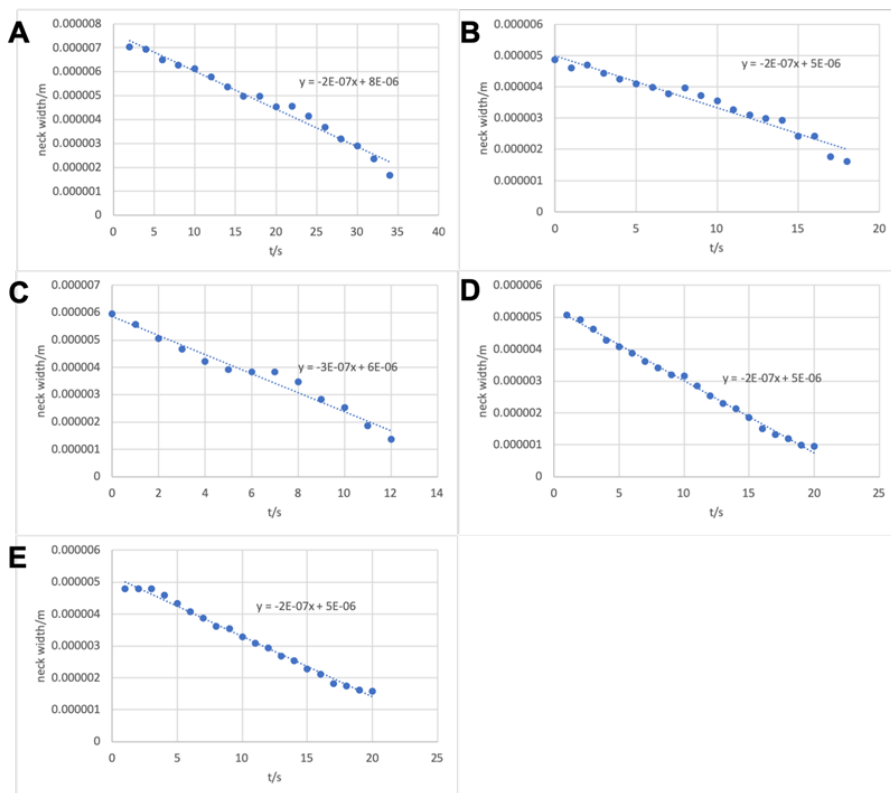 A
0.000008
0.000007
0.000006
0.000005
0.000004
0.000003
0.000002
0.000001
0
neck width/m
y = -2E-07x + 8E-06
0 5 10 15 20 25 30 35 40
t/s
B
0.000006
0.000005
0.000004
0.000003
0.000002
0.000001
0
neck width/m
y = -2E-07x + 5E-06
0 5 10 15 20
t/s
C
0.000007
0.000006
0.000005
0.000004
0.000003
0.000002
0.000001
0
neck width/m
y = -3E-07x + 6E-06
0 2 4 6 8 10 12 14
t/s
D
0.000006
0.000005
0.000004
0.000003
0.000002
0.000001
0
neck width/m
y = -2E-07x + 5E-06
0 5 10 15 20 25
t/s
E
0.000006
0.000005
0.000004
0.000003
0.000002
0.000001
0
neck width/m
y = -2E-07x + 5E-06
0 5 10 15 20 25
t/s